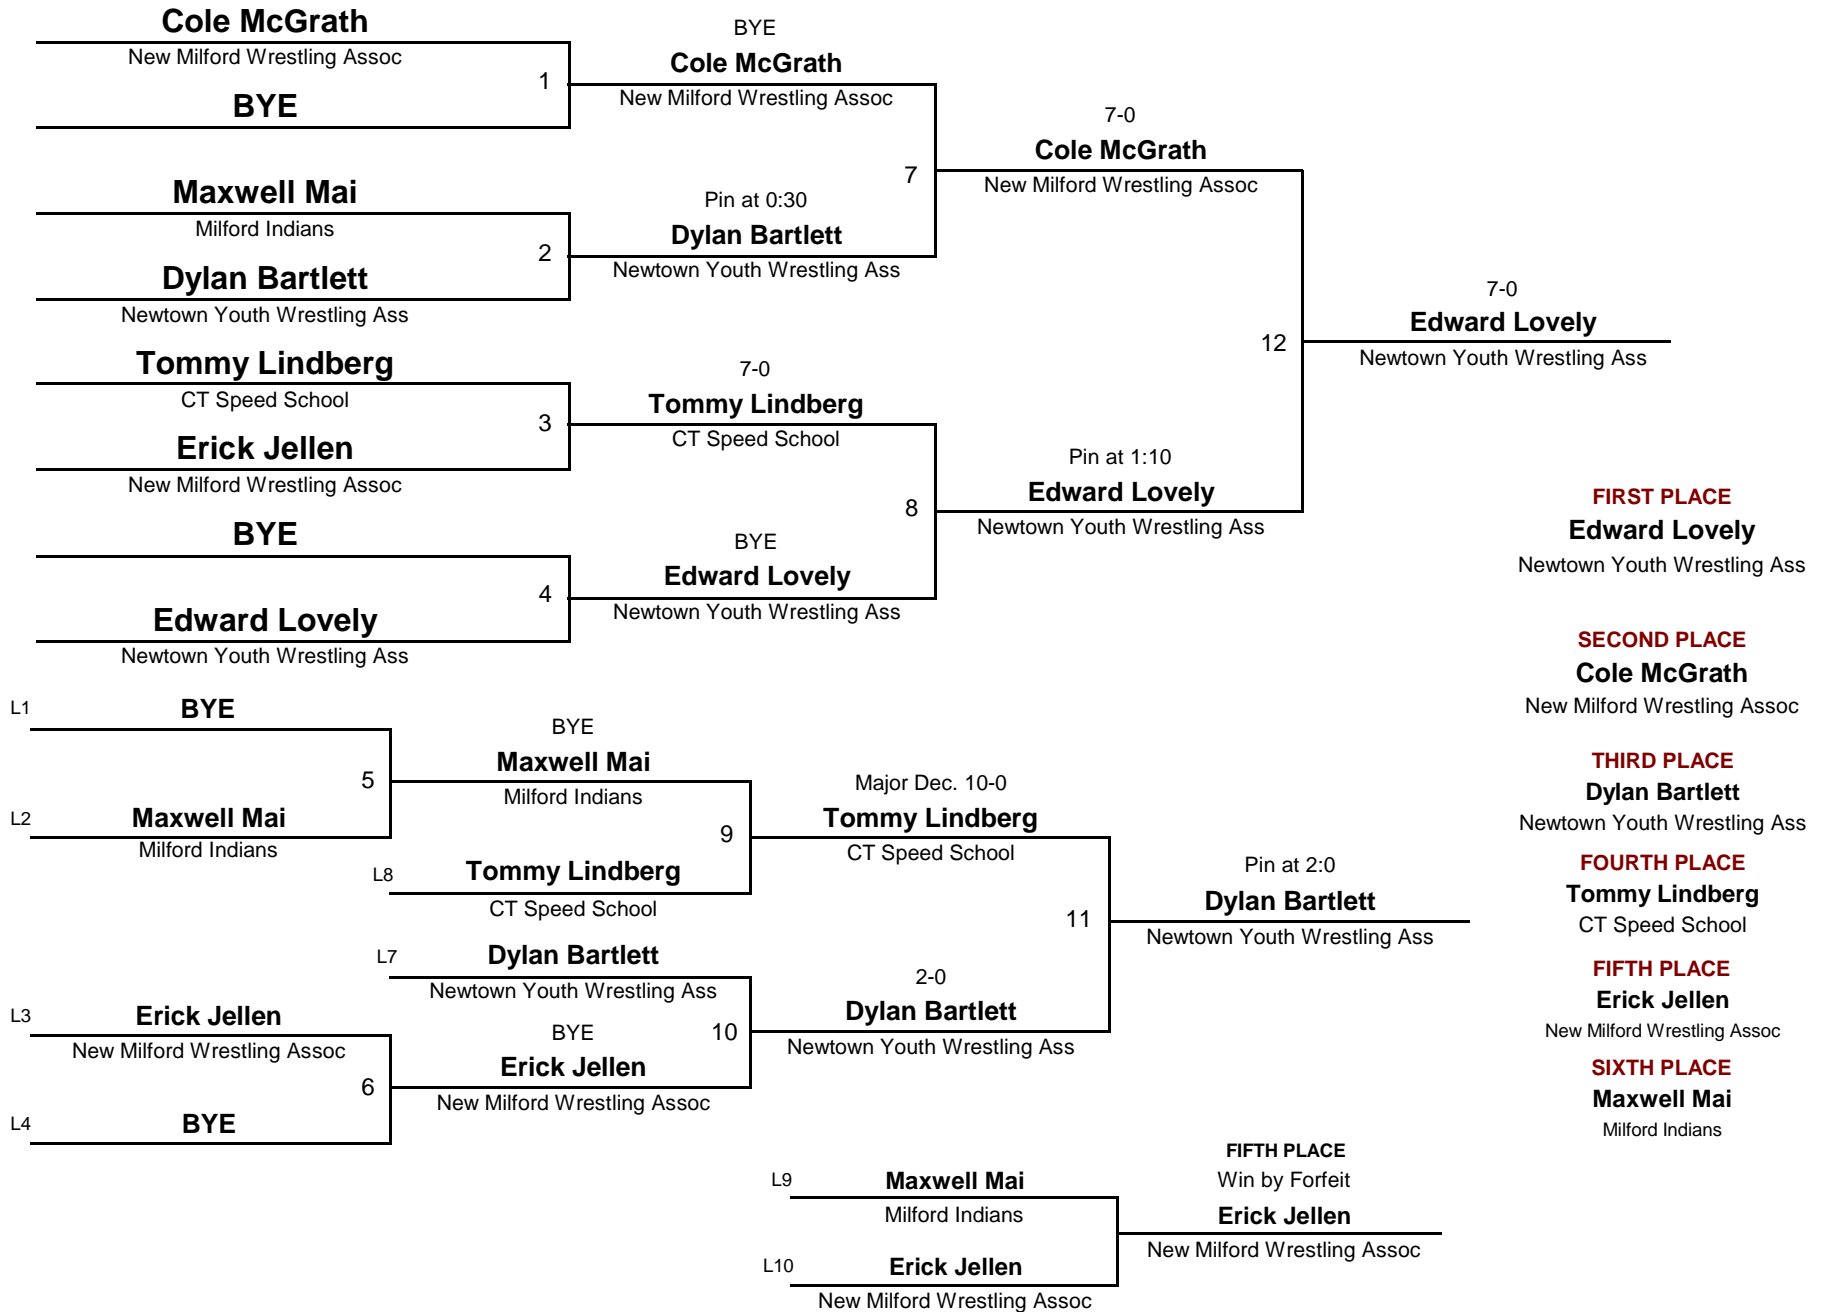 Cole McGrath
New Milford Wrestling Assoc
1
BYE
BYE
Cole McGrath
New Milford Wrestling Assoc
Maxwell Mai
Milford Indians
2
Dylan Bartlett
Newtown Youth Wrestling Ass
Pin at 0:30
Dylan Bartlett
Newtown Youth Wrestling Ass
7
7-0
Cole McGrath
New Milford Wrestling Assoc
Tommy Lindberg
CT Speed School
3
Erick Jellen
New Milford Wrestling Assoc
7-0
Tommy Lindberg
CT Speed School
BYE
4
Edward Lovely
Newtown Youth Wrestling Ass
BYE
Edward Lovely
Newtown Youth Wrestling Ass
8
Pin at 1:10
Edward Lovely
Newtown Youth Wrestling Ass
12
7-0
Edward Lovely
Newtown Youth Wrestling Ass
L1
BYE
5
L2
Maxwell Mai
Milford Indians
BYE
Maxwell Mai
Milford Indians
9
L8
Tommy Lindberg
CT Speed School
Major Dec. 10-0
Tommy Lindberg
CT Speed School
L7
Dylan Bartlett
Newtown Youth Wrestling Ass
10
L3
Erick Jellen
New Milford Wrestling Assoc
6
L4
BYE
BYE
Erick Jellen
New Milford Wrestling Assoc
2-0
Dylan Bartlett
Newtown Youth Wrestling Ass
11
Pin at 2:0
Dylan Bartlett
Newtown Youth Wrestling Ass
L9
Maxwell Mai
Milford Indians
L10
Erick Jellen
New Milford Wrestling Assoc
FIFTH PLACE
Win by Forfeit
Erick Jellen
New Milford Wrestling Assoc
FIRST PLACE
Edward Lovely
Newtown Youth Wrestling Ass
SECOND PLACE
Cole McGrath
New Milford Wrestling Assoc
THIRD PLACE
Dylan Bartlett
Newtown Youth Wrestling Ass
FOURTH PLACE
Tommy Lindberg
CT Speed School
FIFTH PLACE
Erick Jellen
New Milford Wrestling Assoc
SIXTH PLACE
Maxwell Mai
Milford Indians